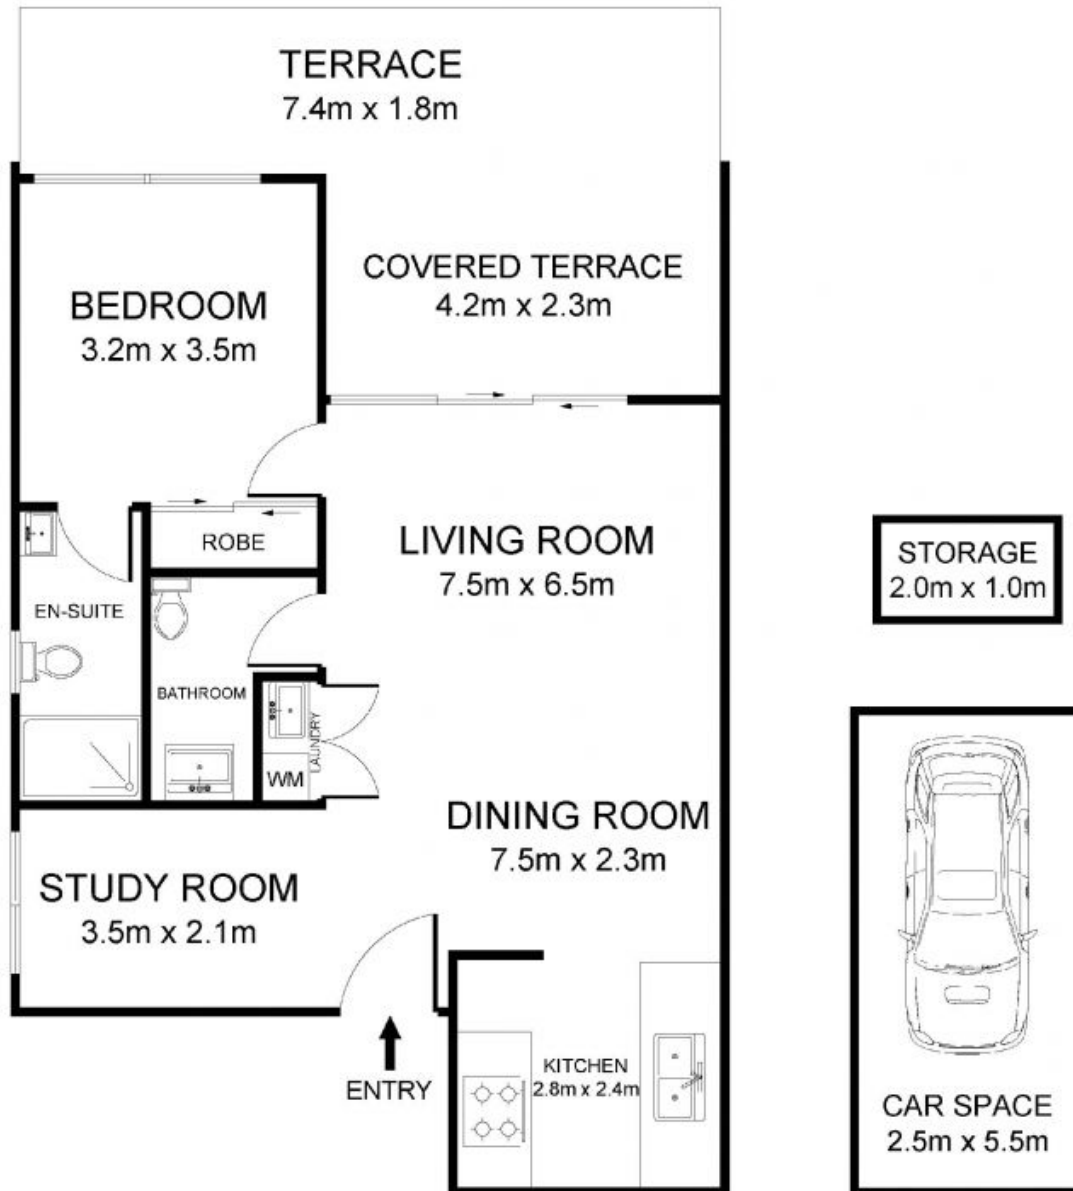 TERRACE
7.4m x 1.8m
COVERED TERRACE
4.2m x 2.3m
BEDROOM
3.2m x 3.5m
ROBE
LIVING ROOM
7.5m x 6.5m
STORAGE
2.0m x 1.0m
EN-SUITE
BATHROOM
LAUNDRY
WM
DINING ROOM
7.5m x 2.3m
STUDY ROOM
3.5m x 2.1m
ENTRY
KITCHEN
2.8m x 2.4m
CAR SPACE
2.5m x 5.5m